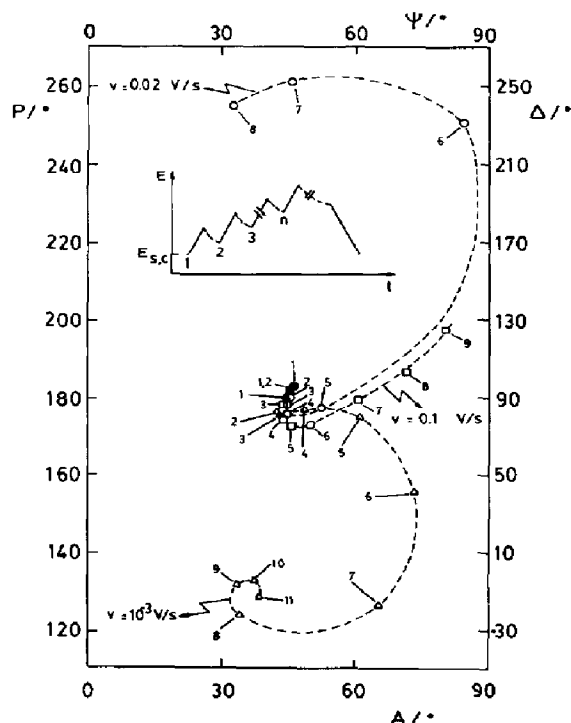 Ψ/°
0 30 60 90
260 250
P/° Δ/°
v=0.02 V/s
7
8
6
240 230
E
220 210
1 2 3 n
E s,c
t
200 170
180 130
9
8
7
v=0.1 V/s
1
1,2 2
1 3 5
3 4
2
3 6 5
4 5 4
160 50
6
140 10
9 10
11
7
v=10⁻³ V/s
8
120 -30
0 30 60 90
A/°